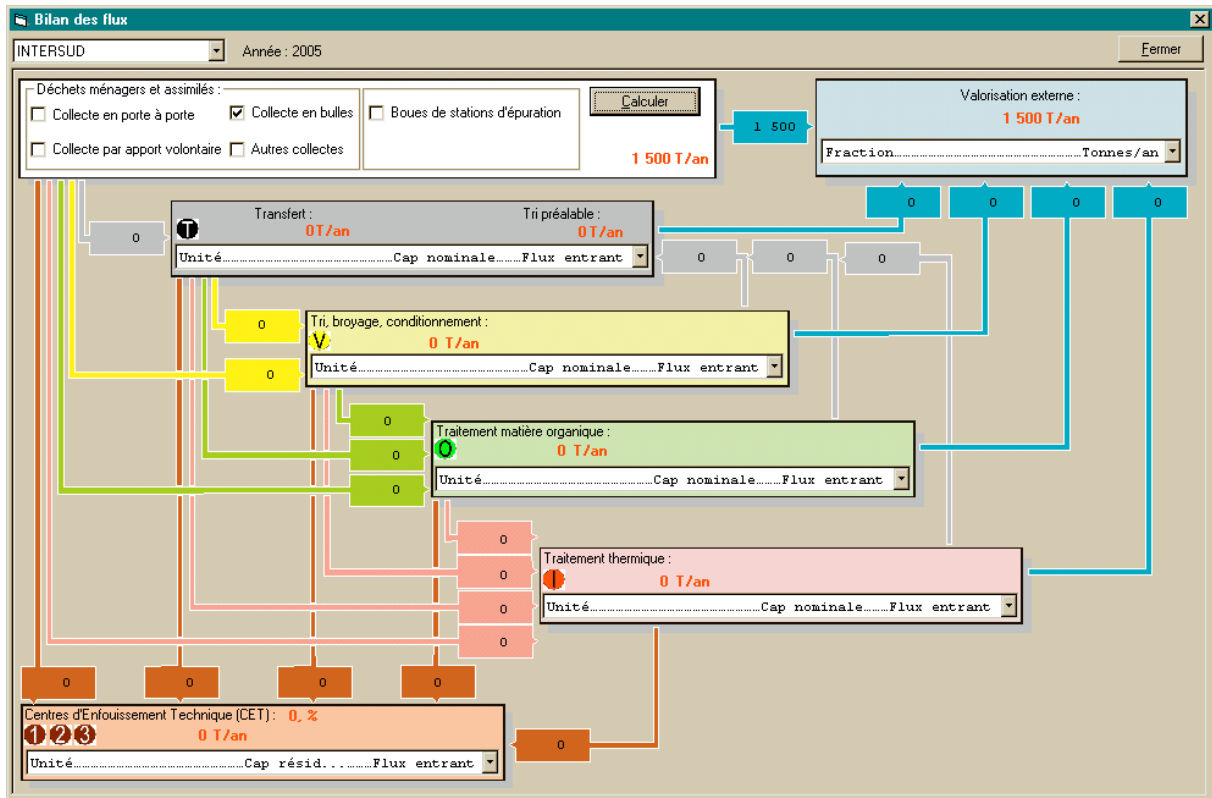 Bilan des flux
INTERSUD
Année : 2005
Fermer
Déchets ménagers et assimilés :
Collecte en porte à porte
Collecte en bulles
Boues de stations d'épuration
Calculer
Collecte par apport volontaire
Autres collectes
1 500 T/an
1 500
Valorisation externe :
1 500 T/an
Fraction.......Tonnes/an
0
0
0
0
0
Transfert :
Tri préalable :
T
0T/an
0T/an
Unité.......Cap nominale.......Flux entrant
0
0
0
0
Tri, broyage, conditionnement :
V
0 T/an
Unité.......Cap nominale.......Flux entrant
0
0
Traitement matière organique :
O
0 T/an
Unité.......Cap nominale.......Flux entrant
0
0
0
Traitement thermique :
I
0 T/an
Unité.......Cap nominale.......Flux entrant
0
0
0
0
0
0
0
Centres d'Enfouissement Technique (CET) : 0, %
1 2 3
0 T/an
Unité.......Cap résid.......Flux entrant
0